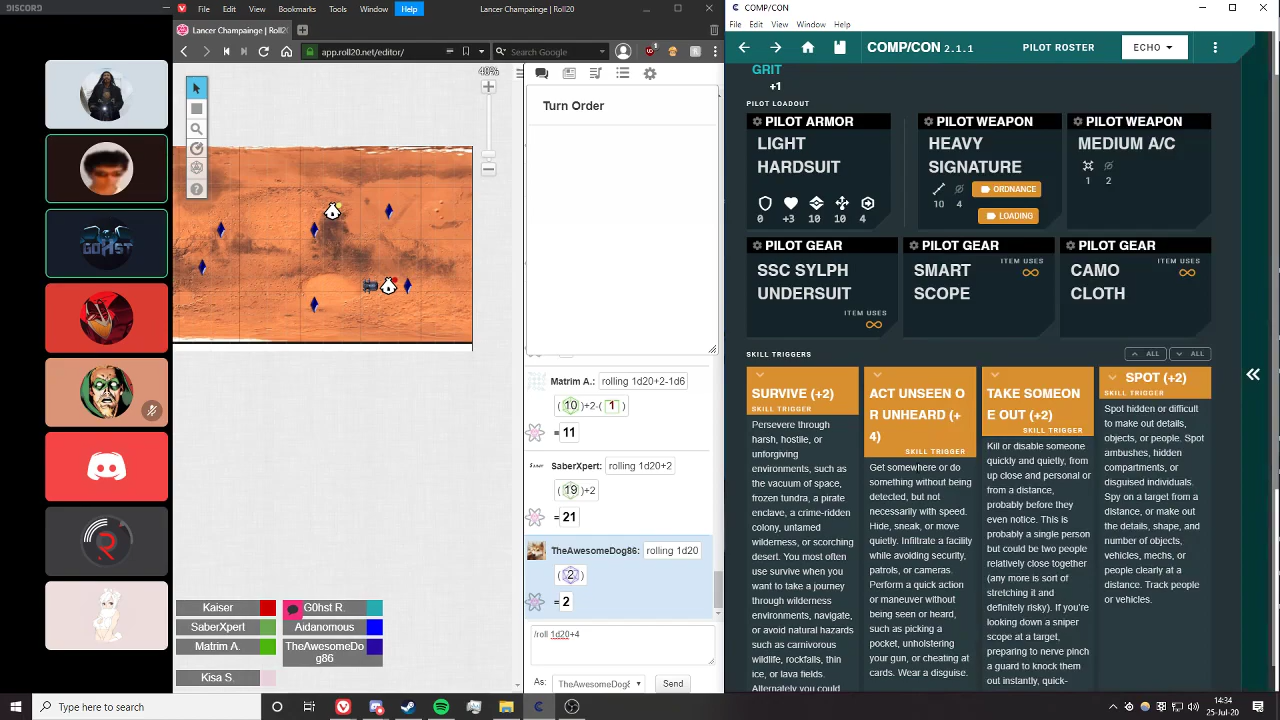 DISCORD
File
View
Bookmarks
Tools
Window
Help
Lancer Champainge | Roll20
Lancer Champainge | Roll20
app.roll20.net/editor/
Search Google
Turn Order
Matrim A.:
rolling 1d20+2-1d6
(10)+2-(1)
= 11
SaberXpert:
rolling 1d20+2
(19)+2
= 21
TheAwesomeDog86:
rolling 1d20
(2)
= 2
/roll 1d20+4
As:
TheAwesomeDog86
Send
Kaiser
G0hst R.
SaberXpert
Aidanomous
Matrim A.
TheAwesomeDo
g86
Kisa S.
GOHST
COMP/CON
File Edit View Window Help
COMP/CON 2.1.1
PILOT ROSTER
ECHO
GRIT
+1
PILOT LOADOUT
PILOT ARMOR
LIGHT
HARDSUIT
0 +3 10 10 4
PILOT WEAPON
HEAVY
SIGNATURE
10 4
ORDNANCE
LOADING
PILOT WEAPON
MEDIUM A/C
1 2
PILOT GEAR
SSC SYLPH
UNDERSUIT
ITEM USES
∞
PILOT GEAR
ITEM USES
∞
SMART
SCOPE
PILOT GEAR
ITEM USES
∞
CAMO
CLOTH
SKILL TRIGGERS
ALL
ALL
SURVIVE (+2)
SKILL TRIGGER
Persevere through
harsh, hostile, or
unforgiving
environments, such as
the vacuum of space,
frozen tundra, a pirate
enclave, a crime-ridden
colony, untamed
wilderness, or scorching
desert. You most often
use survive when you
want to take a journey
through wilderness
environments, navigate,
or avoid natural hazards
such as carnivorous
wildlife, rockfalls, thin
ice, or lava fields.
Alternately you could
ACT UNSEEN O
R UNHEARD (+
4)
SKILL TRIGGER
Get somewhere or do
something without being
detected, but not
necessarily with speed.
Hide, sneak, or move
quietly. Infiltrate a facility
while avoiding security,
patrols, or cameras.
Perform a quick action
or maneuver without
being seen or heard,
such as picking a
pocket, unholstering
your gun, or cheating at
cards. Wear a disguise.
TAKE SOMEON
E OUT (+2)
SKILL TRIGGER
Kill or disable someone
quickly and quietly, from
up close and personal or
from a distance,
probably before they
even notice. This is
probably a single person
but could be two people
relatively close together
(any more is sort of
stretching it and
definitely risky). If you're
looking down a sniper
scope at a target,
preparing to nerve pinch
a guard to knock them
out instantly, quick-
SPOT (+2)
SKILL TRIGGER
Spot hidden or difficult
to make out details,
objects, or people. Spot
ambushes, hidden
compartments, or
disguised individuals.
Spy on a target from a
distance, or make out
the details, shape, and
number of objects,
vehicles, mechs, or
people clearly at a
distance. Track people
or vehicles.
Type here to search
14:34
25-Jul-20